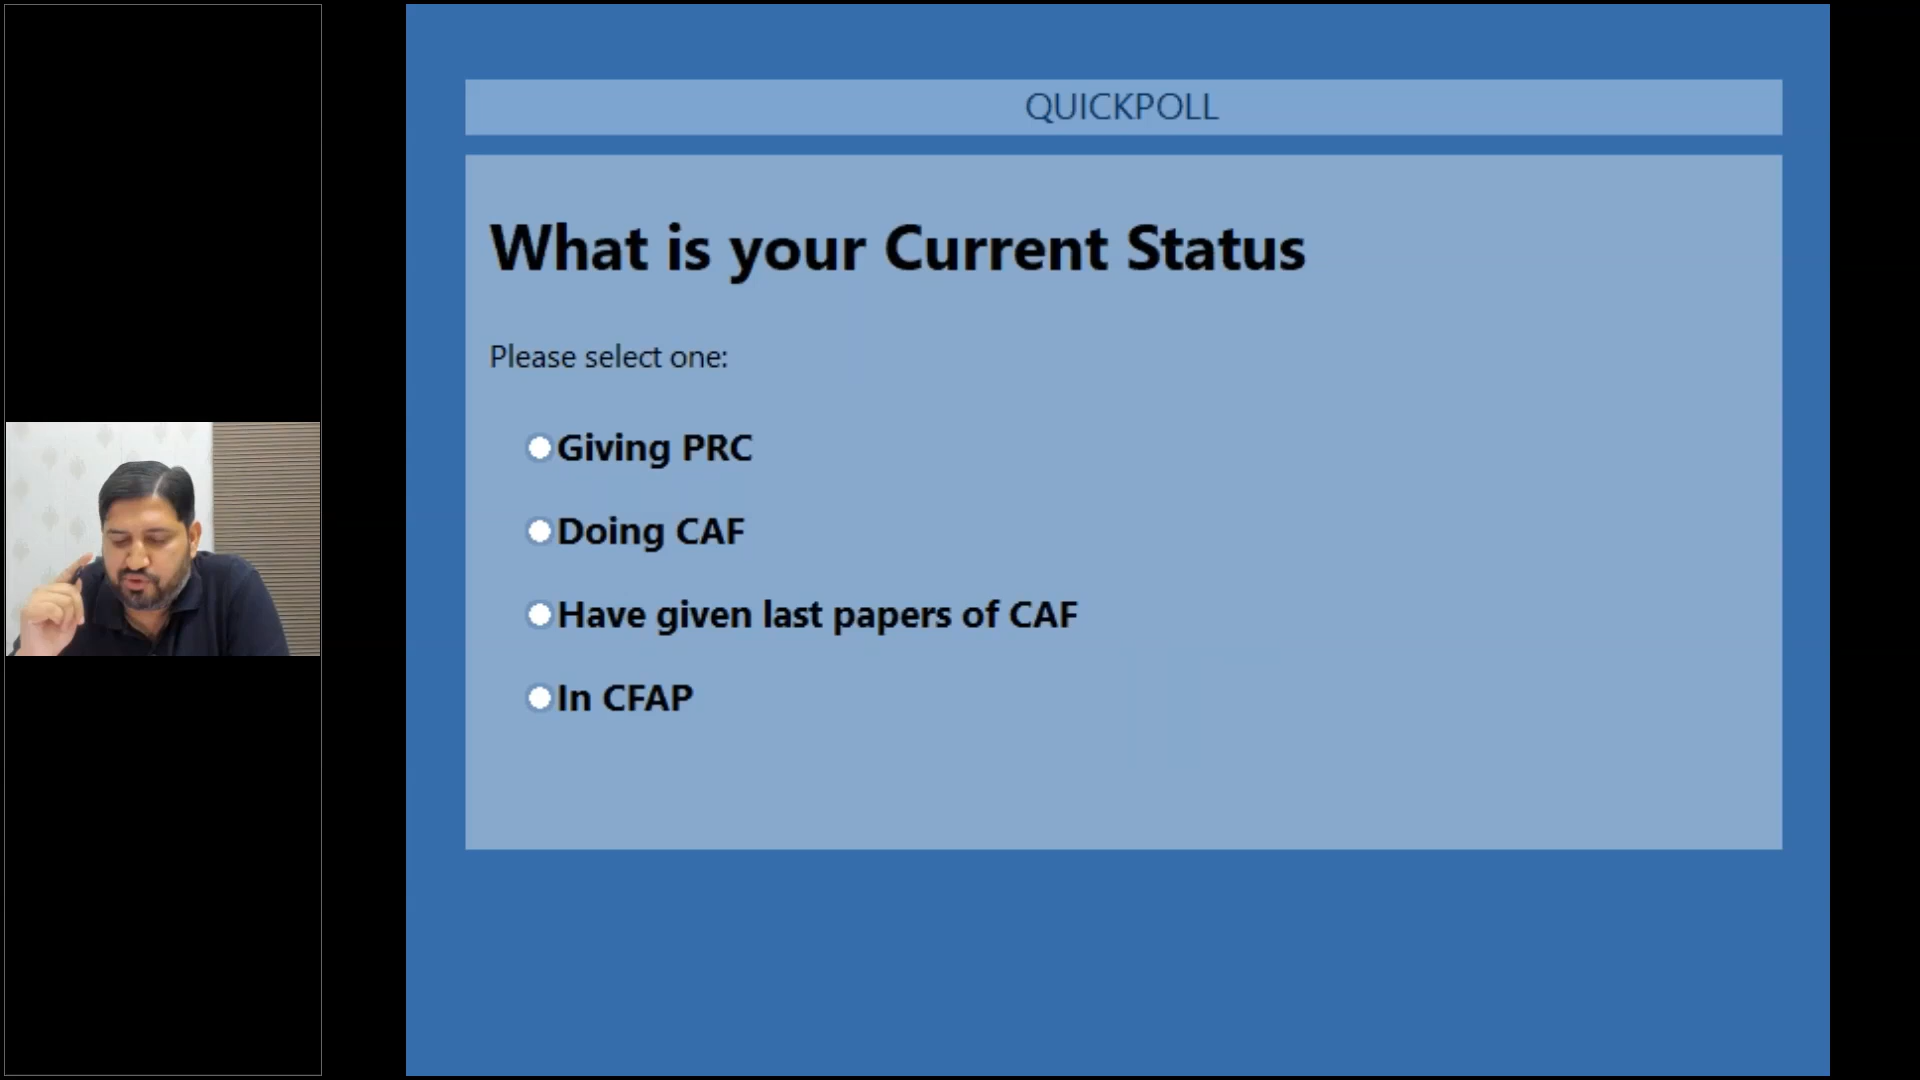 QUICKPOLL
What is your Current Status
Please select one:
Giving PRC
Doing CAF
Have given last papers of CAF
In CFAP